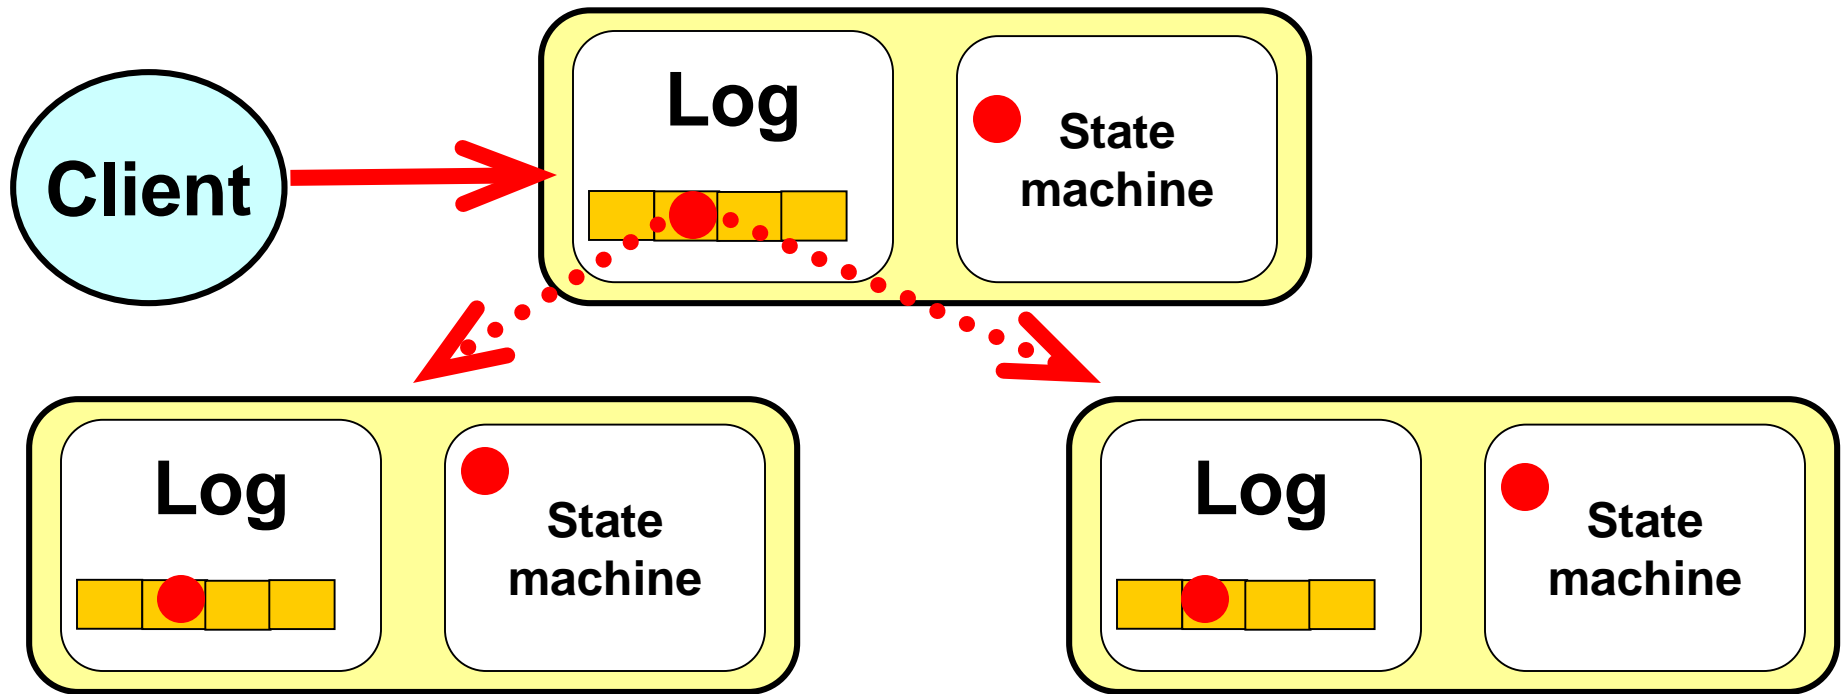 Client
Log
State
machine
Log
State
machine
Log
State
machine